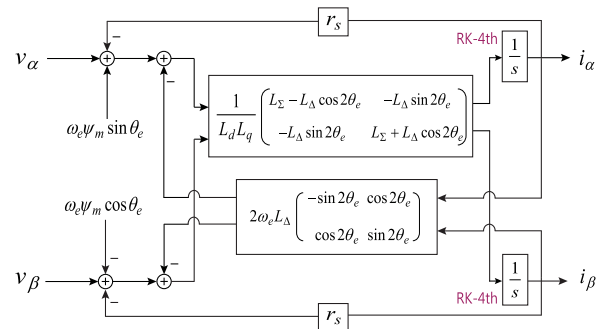 r_s
RK-4th
v_α
−
+
+
−
1/s
i_α
ω_e ψ_m sin θ_e
1/(L_d L_q) ( L_Σ − L_Δ cos 2θ_e   −L_Δ sin 2θ_e
−L_Δ sin 2θ_e   L_Σ + L_Δ cos 2θ_e )
ω_e ψ_m cos θ_e
2ω_e L_Δ ( −sin 2θ_e   cos 2θ_e
cos 2θ_e   sin 2θ_e )
−
−
v_β
+
+
−
1/s
i_β
RK-4th
r_s